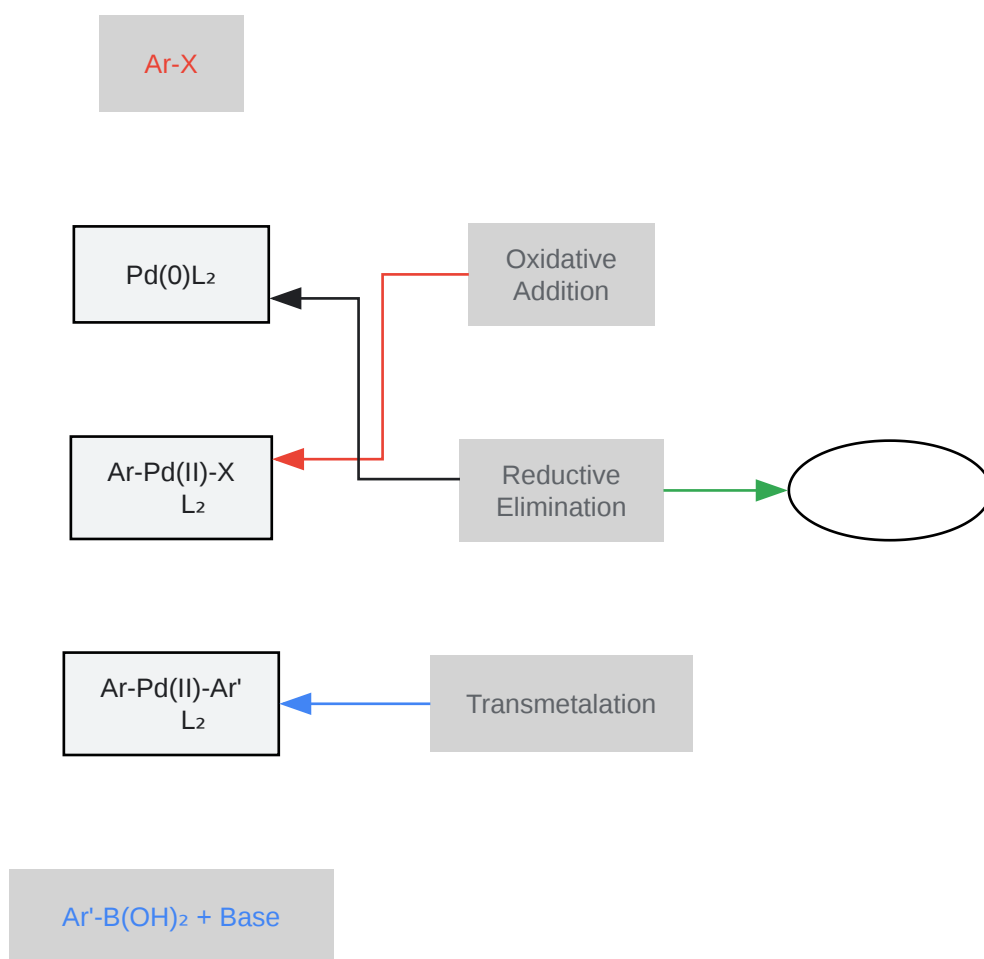 Ar-X
Pd(0)L₂
Oxidative
Addition
Ar-Pd(II)-X
L₂
Reductive
Elimination
Ar-Pd(II)-Ar'
L₂
Transmetalation
Ar'-B(OH)₂ + Base